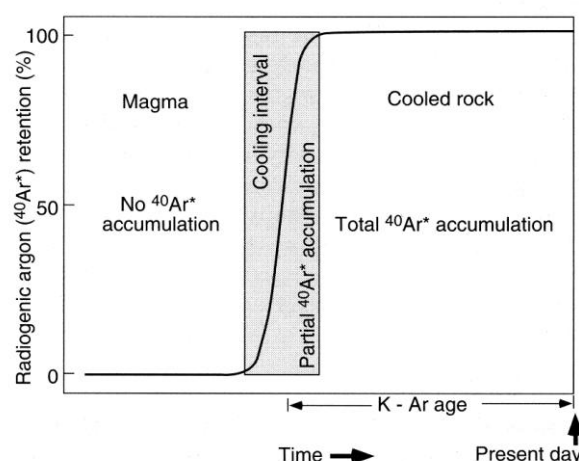 Radiogenic argon (⁴⁰Ar*) retention (%)
100
50
0
Magma
No ⁴⁰Ar*
accumulation
Cooling interval
Partial ⁴⁰Ar* accumulation
Cooled rock
Total ⁴⁰Ar* accumulation
K - Ar age
Time
Present day